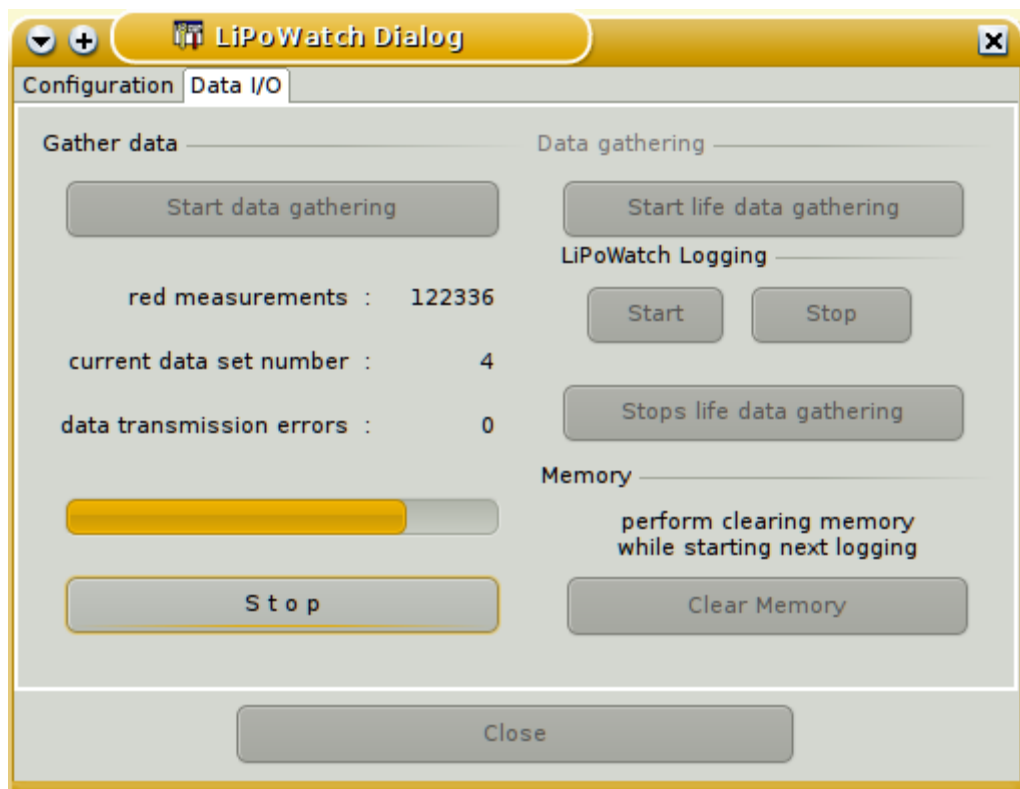 LiPoWatch Dialog
Configuration Data I/O
Gather data
Start data gathering
red measurements : 122336
current data set number : 4
data transmission errors : 0
S t o p
Data gathering
Start life data gathering
LiPoWatch Logging
Start Stop
Stops life data gathering
Memory
perform clearing memory
while starting next logging
Clear Memory
Close